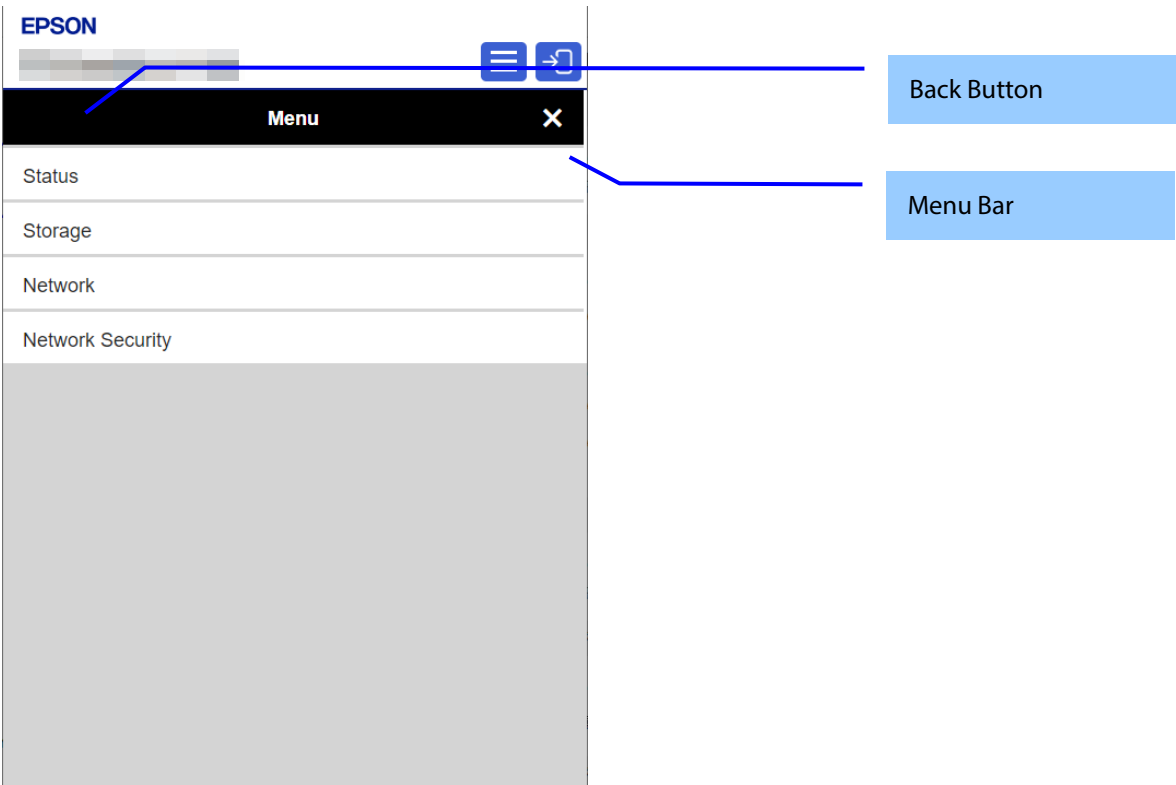 EPSON
Back Button
Menu
Menu Bar
Status
Storage
Network
Network Security